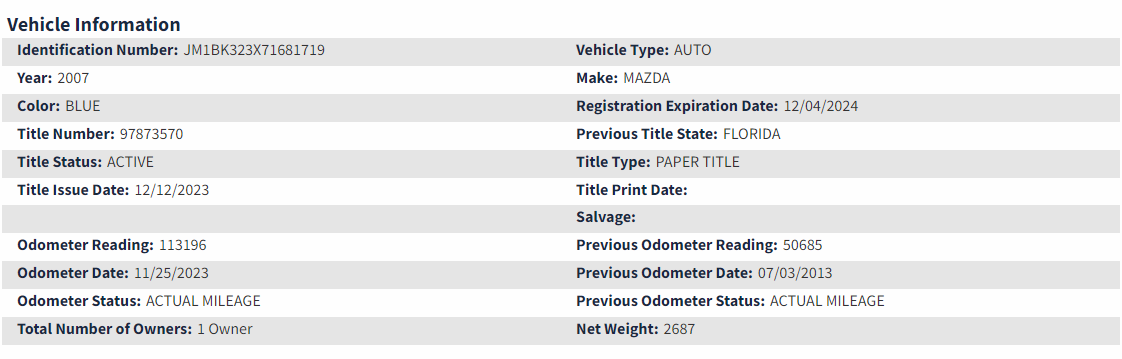 Vehicle Information
Identification Number: JM1BK323X71681719 Vehicle Type: AUTO
Year: 2007 Make: MAZDA
Color: BLUE Registration Expiration Date: 12/04/2024
Title Number: 97873570 Previous Title State: FLORIDA
Title Status: ACTIVE Title Type: PAPER TITLE
Title Issue Date: 12/12/2023 Title Print Date:
Salvage:
Odometer Reading: 113196 Previous Odometer Reading: 50685
Odometer Date: 11/25/2023 Previous Odometer Date: 07/03/2013
Odometer Status: ACTUAL MILEAGE Previous Odometer Status: ACTUAL MILEAGE
Total Number of Owners: 1 Owner Net Weight: 2687